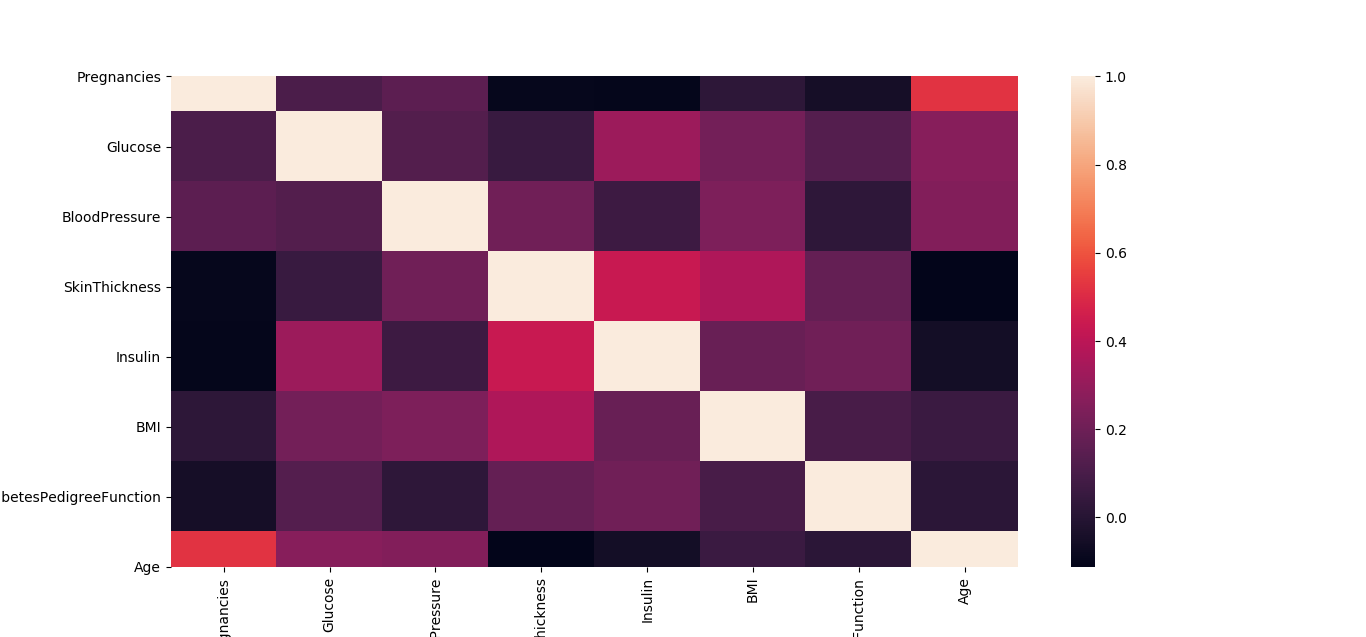 Pregnancies
Glucose
BloodPressure
SkinThickness
Insulin
BMI
betesPedigreeFunction
Age
gnancies
Glucose
Pressure
hickness
Insulin
BMI
Function
Age
1.0
0.8
0.6
0.4
0.2
0.0